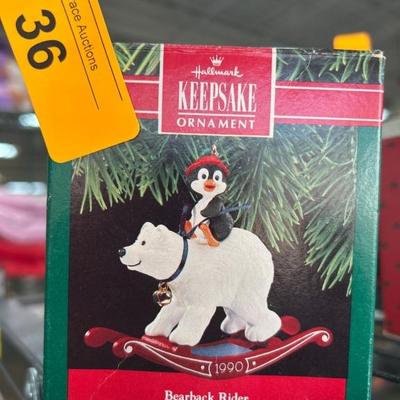 36
ace Auctions
Hallmark
KEEPSAKE
ORNAMENT
1990
Bearback Rider